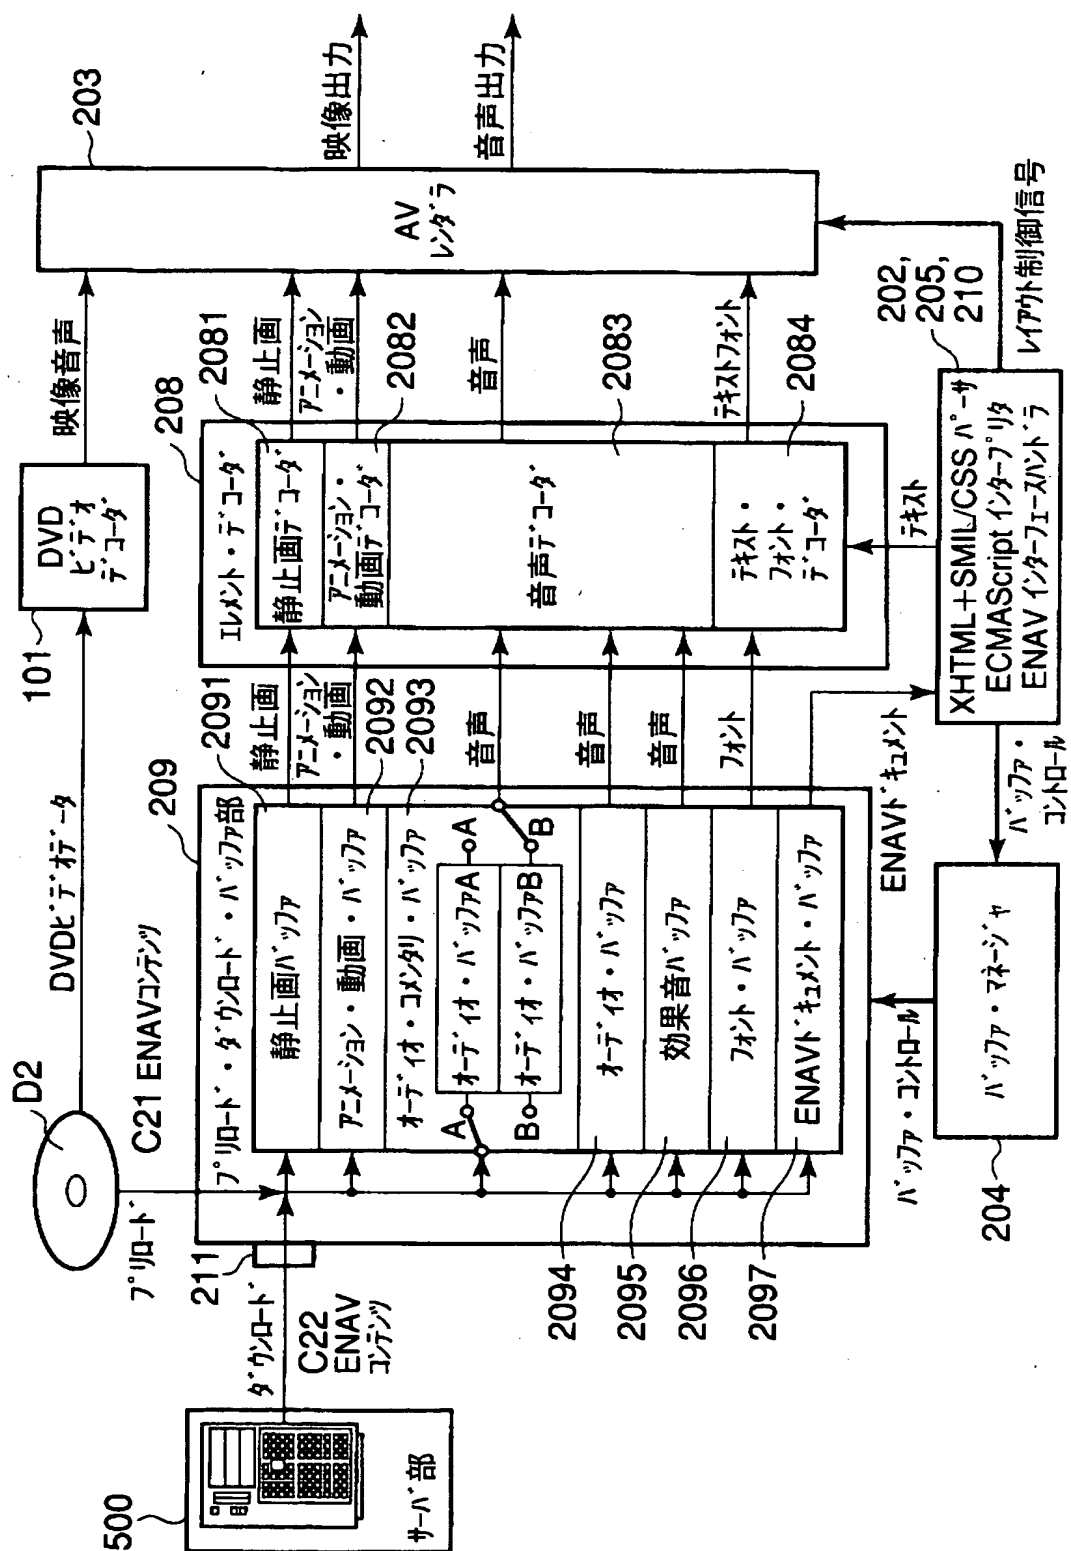 500
サーバ部
ダウンロード
C22
ENAV
コンテンツ
211
D2
プリロード
C21 ENAVコンテンツ
DVDビデオデータ
101
DVD
ビデオ
デコーダ
映像音声
209
プリロード・ダウンロード・バッファ部
静止画バッファ
2091
アニメーション・動画・バッファ
2092
オーディオ・コメンタリ・バッファ
2093
A
B
オーディオ・バッファA
オーディオ・バッファB
A
B
オーディオ・バッファ
効果音バッファ
フォント・バッファ
ENAVドキュメント・バッファ
2094
2095
2096
2097
静止画
アニメーション
・動画
音声
音声
音声
フォント
ENAVドキュメント
208
エレメント・デコーダ
静止画デコーダ
アニメーション・
動画デコーダ
音声デコーダ
テキスト・
フォント・
デコーダ
2081
2082
2083
2084
静止画
アニメーション
・動画
音声
テキストフォント
テキスト
203
AV
レンダラ
映像出力
音声出力
204
バッファ・マネージャ
バッファ・コントロール
バッファ・
コントロール
XHTML+SMIL/CSS パーサ
ECMAScript インタープリタ
ENAV インターフェースハンドラ
202,
205,
210
レイアウト制御信号